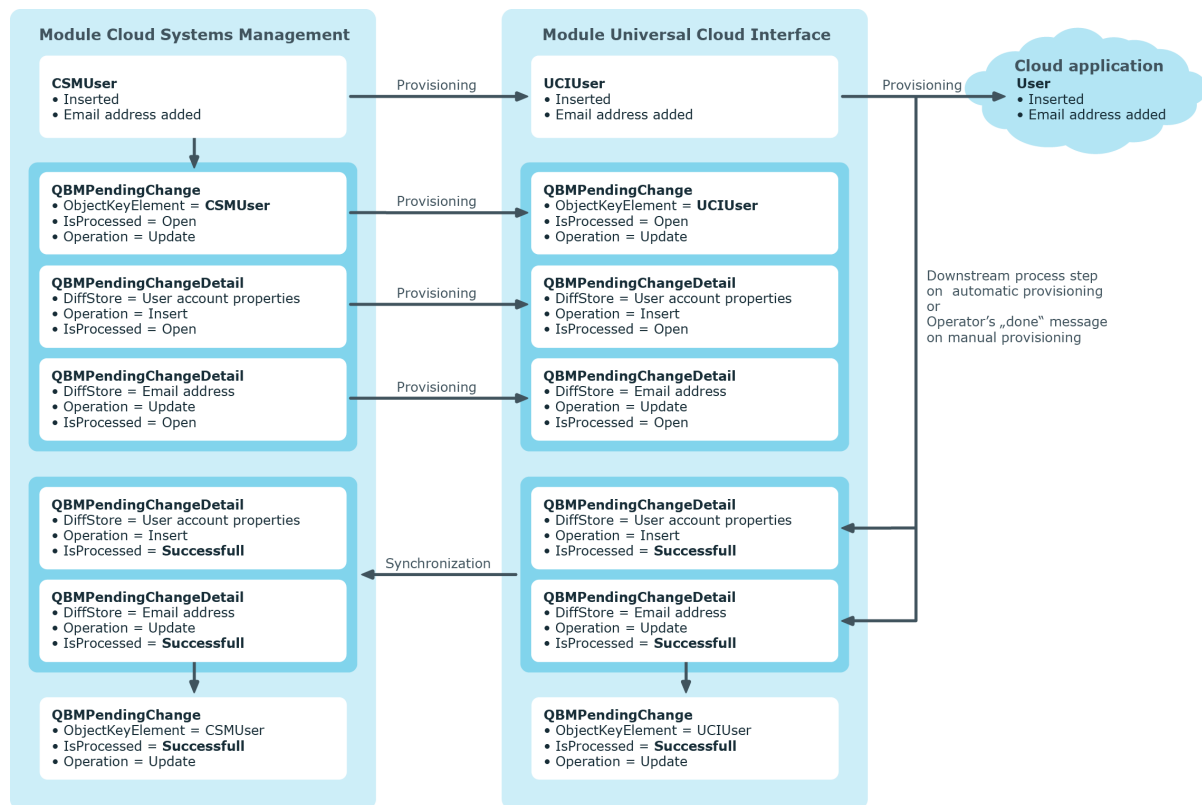 Module Cloud Systems Management
CSMUser
• Inserted
• Email address added
QBMPendingChange
• ObjectKeyElement = CSMUser
• IsProcessed = Open
• Operation = Update
QBMPendingChangeDetail
• DiffStore = User account properties
• Operation = Insert
• IsProcessed = Open
QBMPendingChangeDetail
• DiffStore = Email address
• Operation = Update
• IsProcessed = Open
QBMPendingChangeDetail
• DiffStore = User account properties
• Operation = Insert
• IsProcessed = Successfull
QBMPendingChangeDetail
• DiffStore = Email address
• Operation = Update
• IsProcessed = Successfull
QBMPendingChange
• ObjectKeyElement = CSMUser
• IsProcessed = Successfull
• Operation = Update
Provisioning
Provisioning
Provisioning
Provisioning
Synchronization
Module Universal Cloud Interface
UCIUser
• Inserted
• Email address added
QBMPendingChange
• ObjectKeyElement = UCIUser
• IsProcessed = Open
• Operation = Update
QBMPendingChangeDetail
• DiffStore = User account properties
• Operation = Insert
• IsProcessed = Open
QBMPendingChangeDetail
• DiffStore = Email address
• Operation = Update
• IsProcessed = Open
QBMPendingChangeDetail
• DiffStore = User account properties
• Operation = Insert
• IsProcessed = Successfull
QBMPendingChangeDetail
• DiffStore = Email address
• Operation = Update
• IsProcessed = Successfull
QBMPendingChange
• ObjectKeyElement = UCIUser
• IsProcessed = Successfull
• Operation = Update
Provisioning
Cloud application
User
• Inserted
• Email address added
Downstream process step
on automatic provisioning
or
Operator’s „done‟ message
on manual provisioning